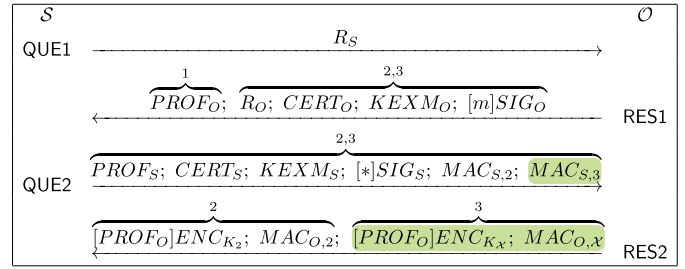 𝒮 𝒪
QUE1 R_S
1 2,3
PROF_O; R_O; CERT_O; KEXM_O; [m]SIG_O RES1
2,3
QUE2 PROF_S; CERT_S; KEXM_S; [*]SIG_S; MAC_{S,2}; MAC_{S,3}
2 3
[PROF_O]ENC_{K_2}; MAC_{O,2}; [PROF_O]ENC_{K_𝒳}; MAC_{O,𝒳} RES2